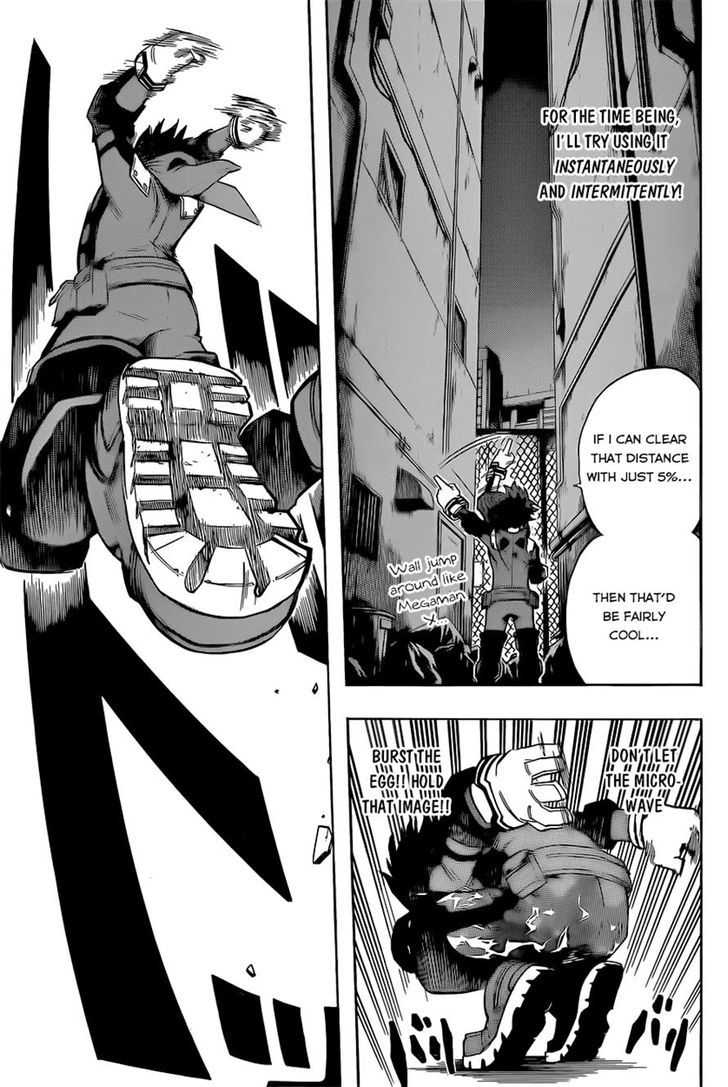 FOR THE TIME BEING,
I'LL TRY USING IT
INSTANTANEOUSLY
AND INTERMITTENTLY!
IF I CAN CLEAR
THAT DISTANCE
WITH JUST 5%...
THEN THAT'D
BE FAIRLY
COOL...
Wall jump
around like
Megaman
X...
DON'T LET
THE MICRO-
WAVE
BURST THE
EGG!! HOLD
THAT IMAGE!!